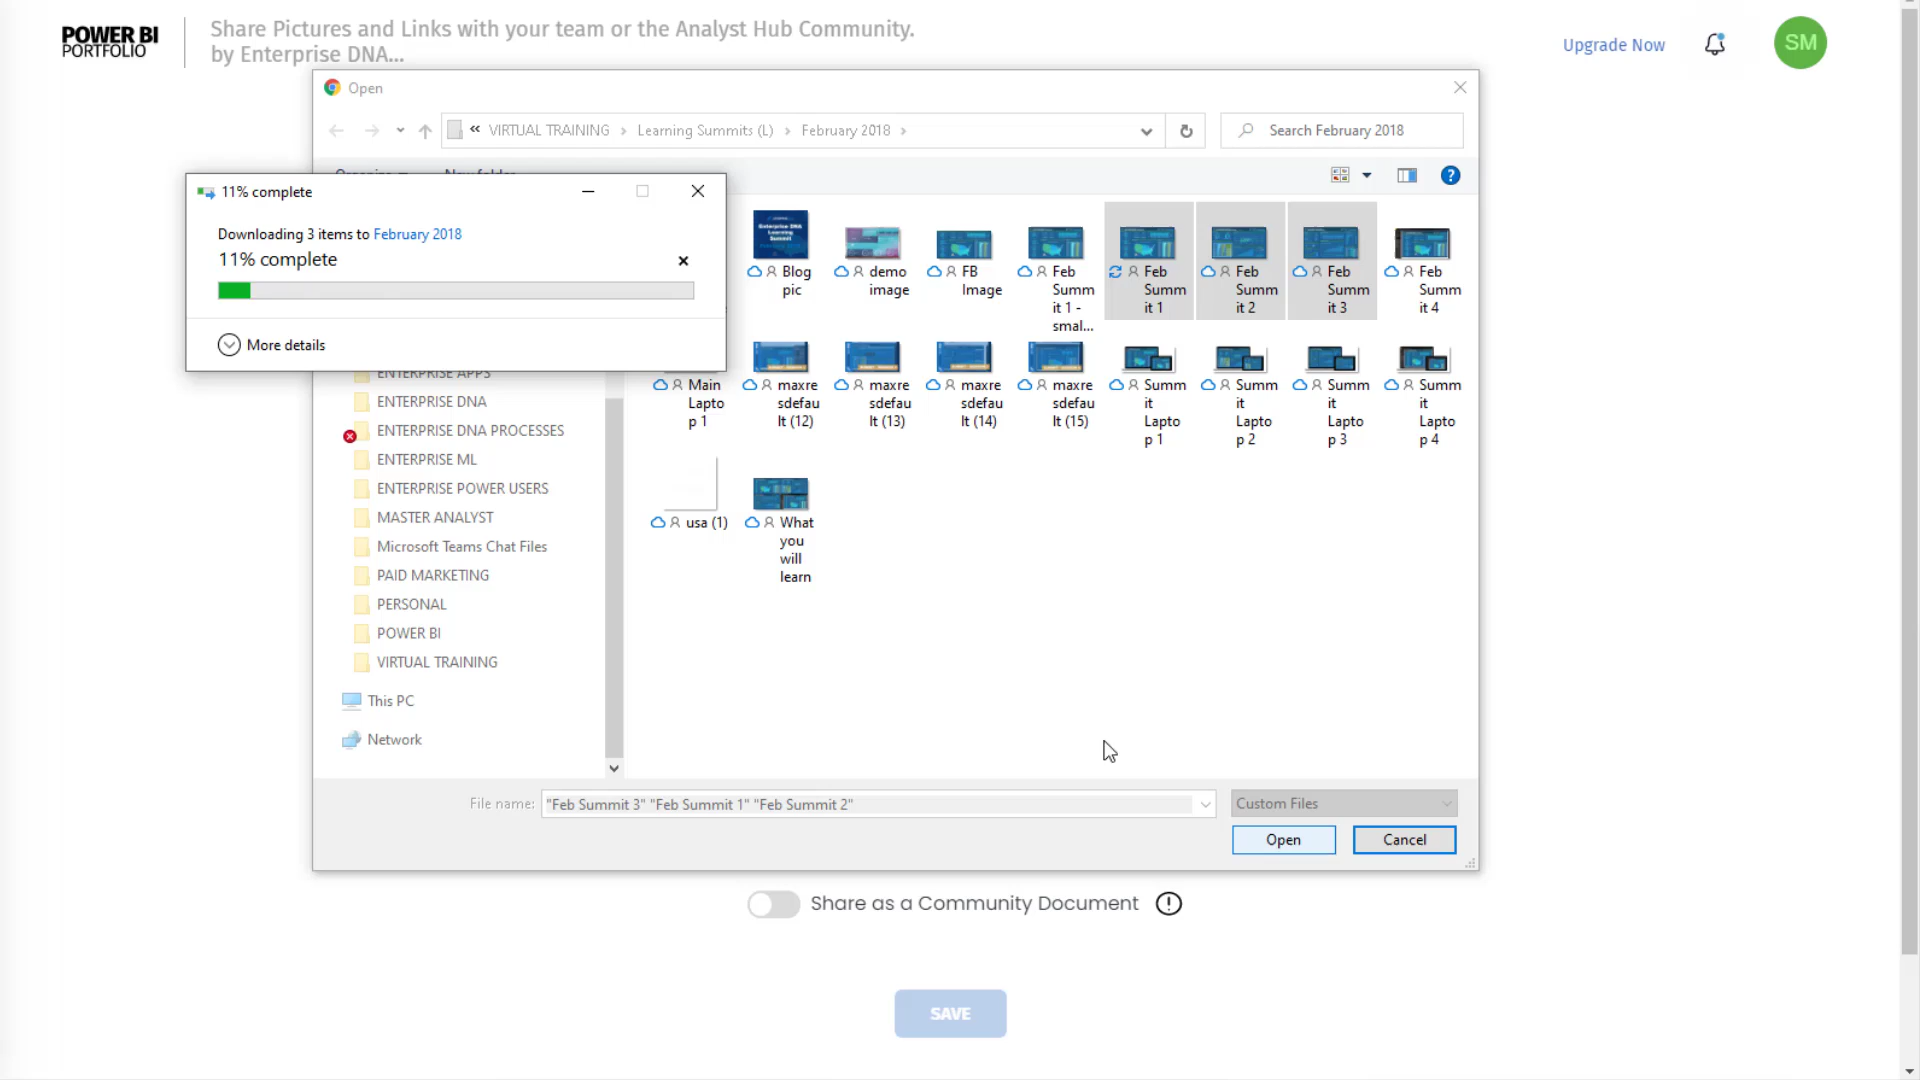 POWER BI
PORTFOLIO
Share Pictures and Links with your team or the Analyst Hub Community.
by Enterprise DNA...
Upgrade Now
SM
Open
« VIRTUAL TRAINING › Learning Summits (L) › February 2018 ›
Search February 2018
11% complete
Downloading 3 items to February 2018
11% complete
More details
Enterprise DNA
Learning
Summit
Blog
pic
demo
image
FB
Image
Feb
Summ
it 1 -
smal...
Feb
Summ
it 1
Feb
Summ
it 2
Feb
Summ
it 3
Feb
Summ
it 4
Main
Lapto
p 1
maxre
sdefau
lt (12)
maxre
sdefau
lt (13)
maxre
sdefau
lt (14)
maxre
sdefau
lt (15)
Summ
it
Lapto
p 1
Summ
it
Lapto
p 2
Summ
it
Lapto
p 3
Summ
it
Lapto
p 4
usa (1)
What
you
will
learn
ENTERPRISE APPS
ENTERPRISE DNA
ENTERPRISE DNA PROCESSES
ENTERPRISE ML
ENTERPRISE POWER USERS
MASTER ANALYST
Microsoft Teams Chat Files
PAID MARKETING
PERSONAL
POWER BI
VIRTUAL TRAINING
This PC
Network
File name: "Feb Summit 3" "Feb Summit 1" "Feb Summit 2"
Custom Files
Open
Cancel
Share as a Community Document
SAVE